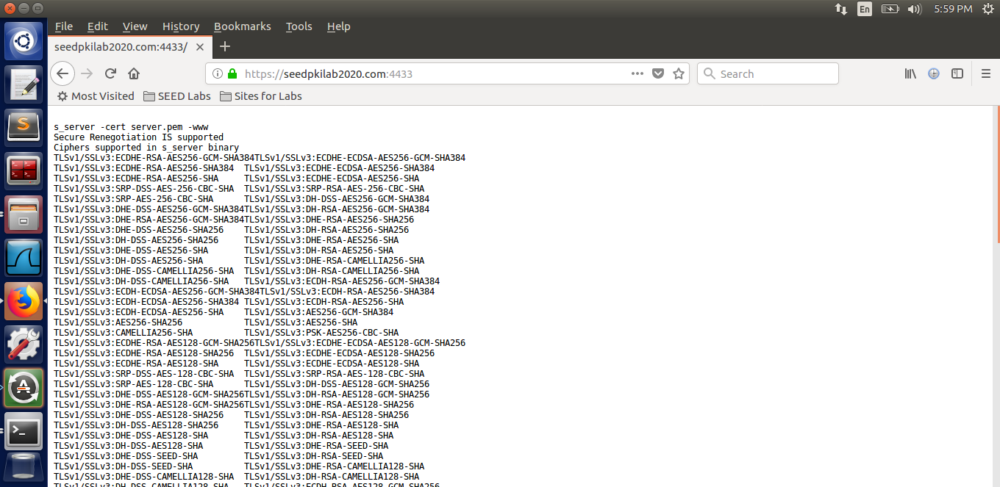 En 5:59 PM
File Edit View History Bookmarks Tools Help
seedpkilab2020.com:4433/
https://seedpkilab2020.com:4433 Search
Most Visited SEED Labs Sites for Labs
s_server -cert server.pem -www
Secure Renegotiation IS supported
Ciphers supported in s_server binary
TLSv1/SSLv3:ECDHE-RSA-AES256-GCM-SHA384TLSv1/SSLv3:ECDHE-ECDSA-AES256-GCM-SHA384
TLSv1/SSLv3:ECDHE-RSA-AES256-SHA384 TLSv1/SSLv3:ECDHE-ECDSA-AES256-SHA384
TLSv1/SSLv3:ECDHE-RSA-AES256-SHA TLSv1/SSLv3:ECDHE-ECDSA-AES256-SHA
TLSv1/SSLv3:SRP-DSS-AES-256-CBC-SHA TLSv1/SSLv3:SRP-RSA-AES-256-CBC-SHA
TLSv1/SSLv3:SRP-AES-256-CBC-SHA TLSv1/SSLv3:DH-DSS-AES256-GCM-SHA384
TLSv1/SSLv3:DHE-DSS-AES256-GCM-SHA384TLSv1/SSLv3:DH-RSA-AES256-GCM-SHA384
TLSv1/SSLv3:DHE-RSA-AES256-GCM-SHA384TLSv1/SSLv3:DHE-RSA-AES256-SHA256
TLSv1/SSLv3:DHE-DSS-AES256-SHA256 TLSv1/SSLv3:DH-RSA-AES256-SHA256
TLSv1/SSLv3:DH-DSS-AES256-SHA256 TLSv1/SSLv3:DHE-RSA-AES256-SHA
TLSv1/SSLv3:DHE-DSS-AES256-SHA TLSv1/SSLv3:DH-RSA-AES256-SHA
TLSv1/SSLv3:DH-DSS-AES256-SHA TLSv1/SSLv3:DHE-RSA-CAMELLIA256-SHA
TLSv1/SSLv3:DHE-DSS-CAMELLIA256-SHA TLSv1/SSLv3:DH-RSA-CAMELLIA256-SHA
TLSv1/SSLv3:DH-DSS-CAMELLIA256-SHA TLSv1/SSLv3:ECDH-RSA-AES256-GCM-SHA384
TLSv1/SSLv3:ECDH-ECDSA-AES256-GCM-SHA384TLSv1/SSLv3:ECDH-RSA-AES256-SHA384
TLSv1/SSLv3:ECDH-ECDSA-AES256-SHA384 TLSv1/SSLv3:ECDH-RSA-AES256-SHA
TLSv1/SSLv3:ECDH-ECDSA-AES256-SHA TLSv1/SSLv3:AES256-GCM-SHA384
TLSv1/SSLv3:AES256-SHA256 TLSv1/SSLv3:AES256-SHA
TLSv1/SSLv3:CAMELLIA256-SHA TLSv1/SSLv3:PSK-AES256-CBC-SHA
TLSv1/SSLv3:ECDHE-RSA-AES128-GCM-SHA256TLSv1/SSLv3:ECDHE-ECDSA-AES128-GCM-SHA256
TLSv1/SSLv3:ECDHE-RSA-AES128-SHA256 TLSv1/SSLv3:ECDHE-ECDSA-AES128-SHA256
TLSv1/SSLv3:ECDHE-RSA-AES128-SHA TLSv1/SSLv3:ECDHE-ECDSA-AES128-SHA
TLSv1/SSLv3:SRP-DSS-AES-128-CBC-SHA TLSv1/SSLv3:SRP-RSA-AES-128-CBC-SHA
TLSv1/SSLv3:SRP-AES-128-CBC-SHA TLSv1/SSLv3:DH-DSS-AES128-GCM-SHA256
TLSv1/SSLv3:DHE-DSS-AES128-GCM-SHA256TLSv1/SSLv3:DH-RSA-AES128-GCM-SHA256
TLSv1/SSLv3:DHE-RSA-AES128-GCM-SHA256TLSv1/SSLv3:DHE-RSA-AES128-SHA256
TLSv1/SSLv3:DHE-DSS-AES128-SHA256 TLSv1/SSLv3:DH-RSA-AES128-SHA256
TLSv1/SSLv3:DH-DSS-AES128-SHA256 TLSv1/SSLv3:DHE-RSA-AES128-SHA
TLSv1/SSLv3:DHE-DSS-AES128-SHA TLSv1/SSLv3:DH-RSA-AES128-SHA
TLSv1/SSLv3:DH-DSS-AES128-SHA TLSv1/SSLv3:DHE-RSA-SEED-SHA
TLSv1/SSLv3:DHE-DSS-SEED-SHA TLSv1/SSLv3:DH-RSA-SEED-SHA
TLSv1/SSLv3:DH-DSS-SEED-SHA TLSv1/SSLv3:DHE-RSA-CAMELLIA128-SHA
TLSv1/SSLv3:DHE-DSS-CAMELLIA128-SHA TLSv1/SSLv3:DH-RSA-CAMELLIA128-SHA
TLSv1/SSLv3:DH-DSS-CAMELLIA128-SHA TLSv1/SSLv3:ECDH-RSA-AES128-GCM-SHA256